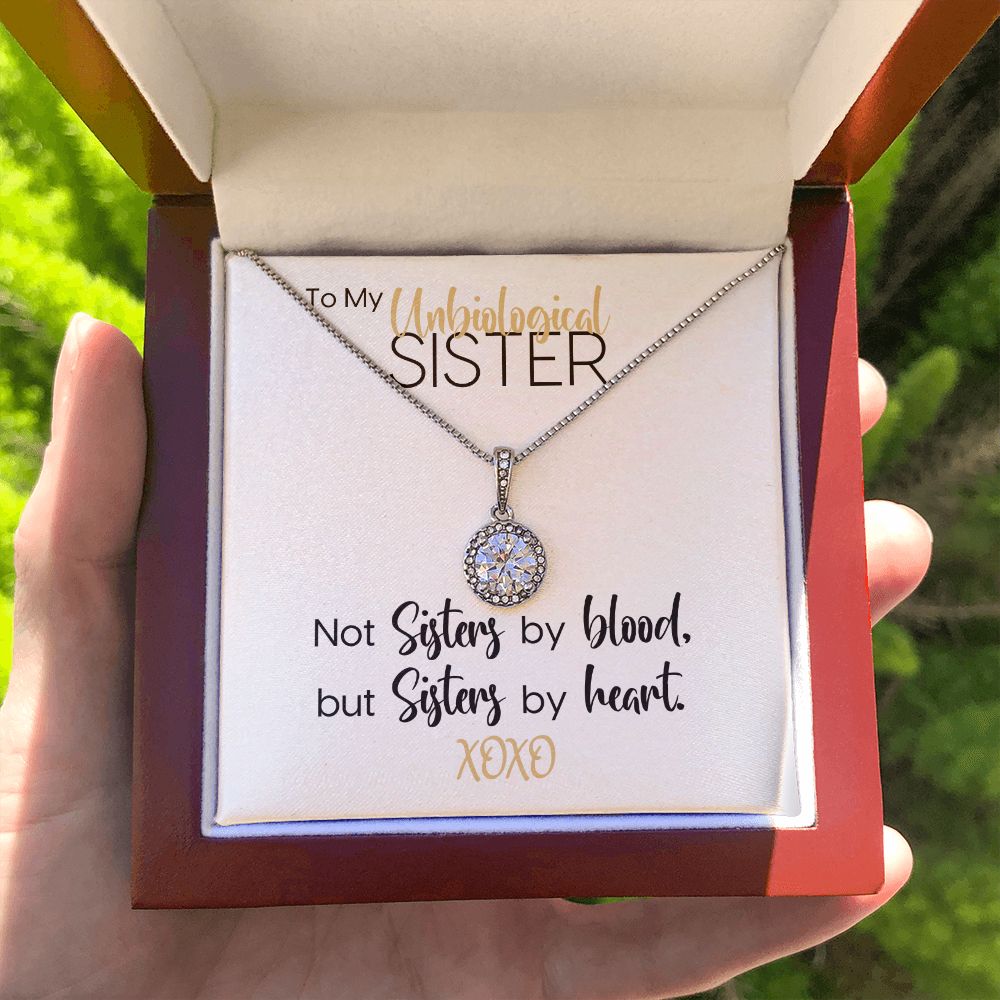 To My Unbiological
SISTER
Not Sisters by blood,
but Sisters by heart.
XOXO